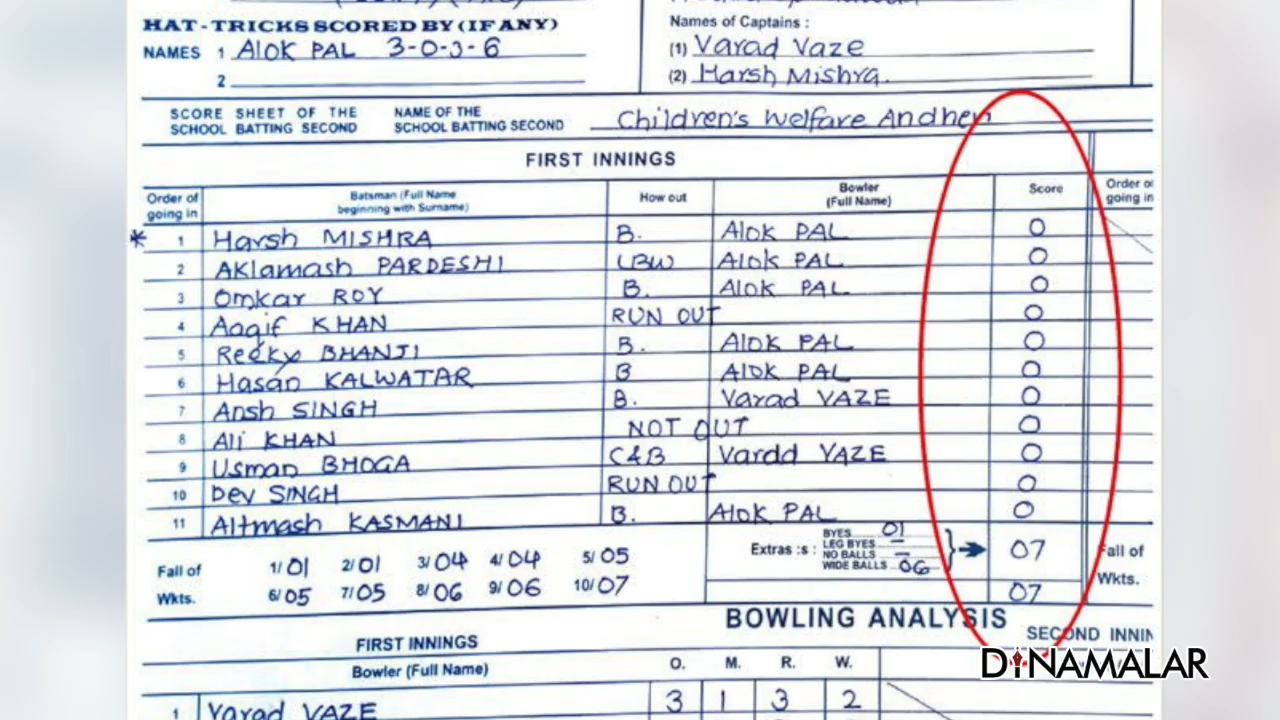 HAT-TRICKS SCORED BY (IF ANY)
NAMES 1 Alok PAL 3-0-3-6
2
Names of Captains :
(1) Varad Vaze
(2) Harsh Mishra.
SCORE SHEET OF THE SCHOOL BATTING SECOND
NAME OF THE SCHOOL BATTING SECOND Children's Welfare Andheri
FIRST INNINGS
Order of going in Batsman (Full Name beginning with Surname) How out Bowler (Full Name) Score Order of going in
* 1 Harsh MISHRA B. Alok PAL 0
2 Aklamash PARDESHI LBW Alok PAL 0
3 Omkar ROY B. Alok PAL 0
4 Aaqif KHAN RUN OUT 0
5 Recky BHANJI B. Alok PAL 0
6 Hasan KALWATAR B Alok PAL 0
7 Ansh SINGH B. Varad VAZE 0
8 Ali KHAN NOT OUT 0
9 Usman BHOGA C&B Vardd VAZE 0
10 Dev SINGH RUN OUT 0
11 Altmash KASMANI B. Alok PAL 0
Extras :s : BYES 01
LEG BYES —
NO BALLS —
WIDE BALLS 06
07
07
Fall of Wkts. 1/01 2/01 3/04 4/04 5/05
6/05 7/05 8/06 9/06 10/07
Fall of
Wkts.
BOWLING ANALYSIS
FIRST INNINGS SECOND INNIN
Bowler (Full Name) O. M. R. W.
1 Varad VAZE 3 1 3 2
DINAMALAR